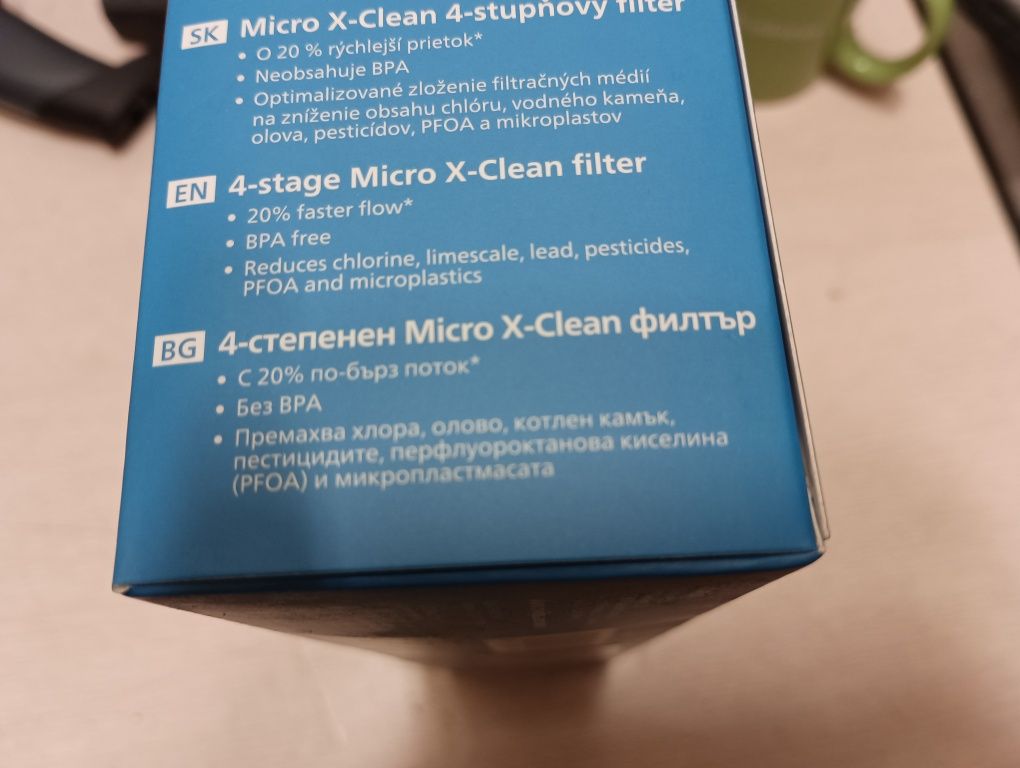 SK Micro X-Clean 4-stupňový filter
• O 20 % rýchlejší prietok*
• Neobsahuje BPA
• Optimalizované zloženie filtračných médií
na zníženie obsahu chlóru, vodného kameňa,
olova, pesticídov, PFOA a mikroplastov
EN 4-stage Micro X-Clean filter
• 20% faster flow*
• BPA free
• Reduces chlorine, limescale, lead, pesticides,
PFOA and microplastics
BG 4-степенен Micro X-Clean филтър
• С 20% по-бърз поток*
• Без BPA
• Премахва хлора, олово, котлен камък,
пестицидите, перфлуороктанова киселина
(PFOA) и микропластмасата